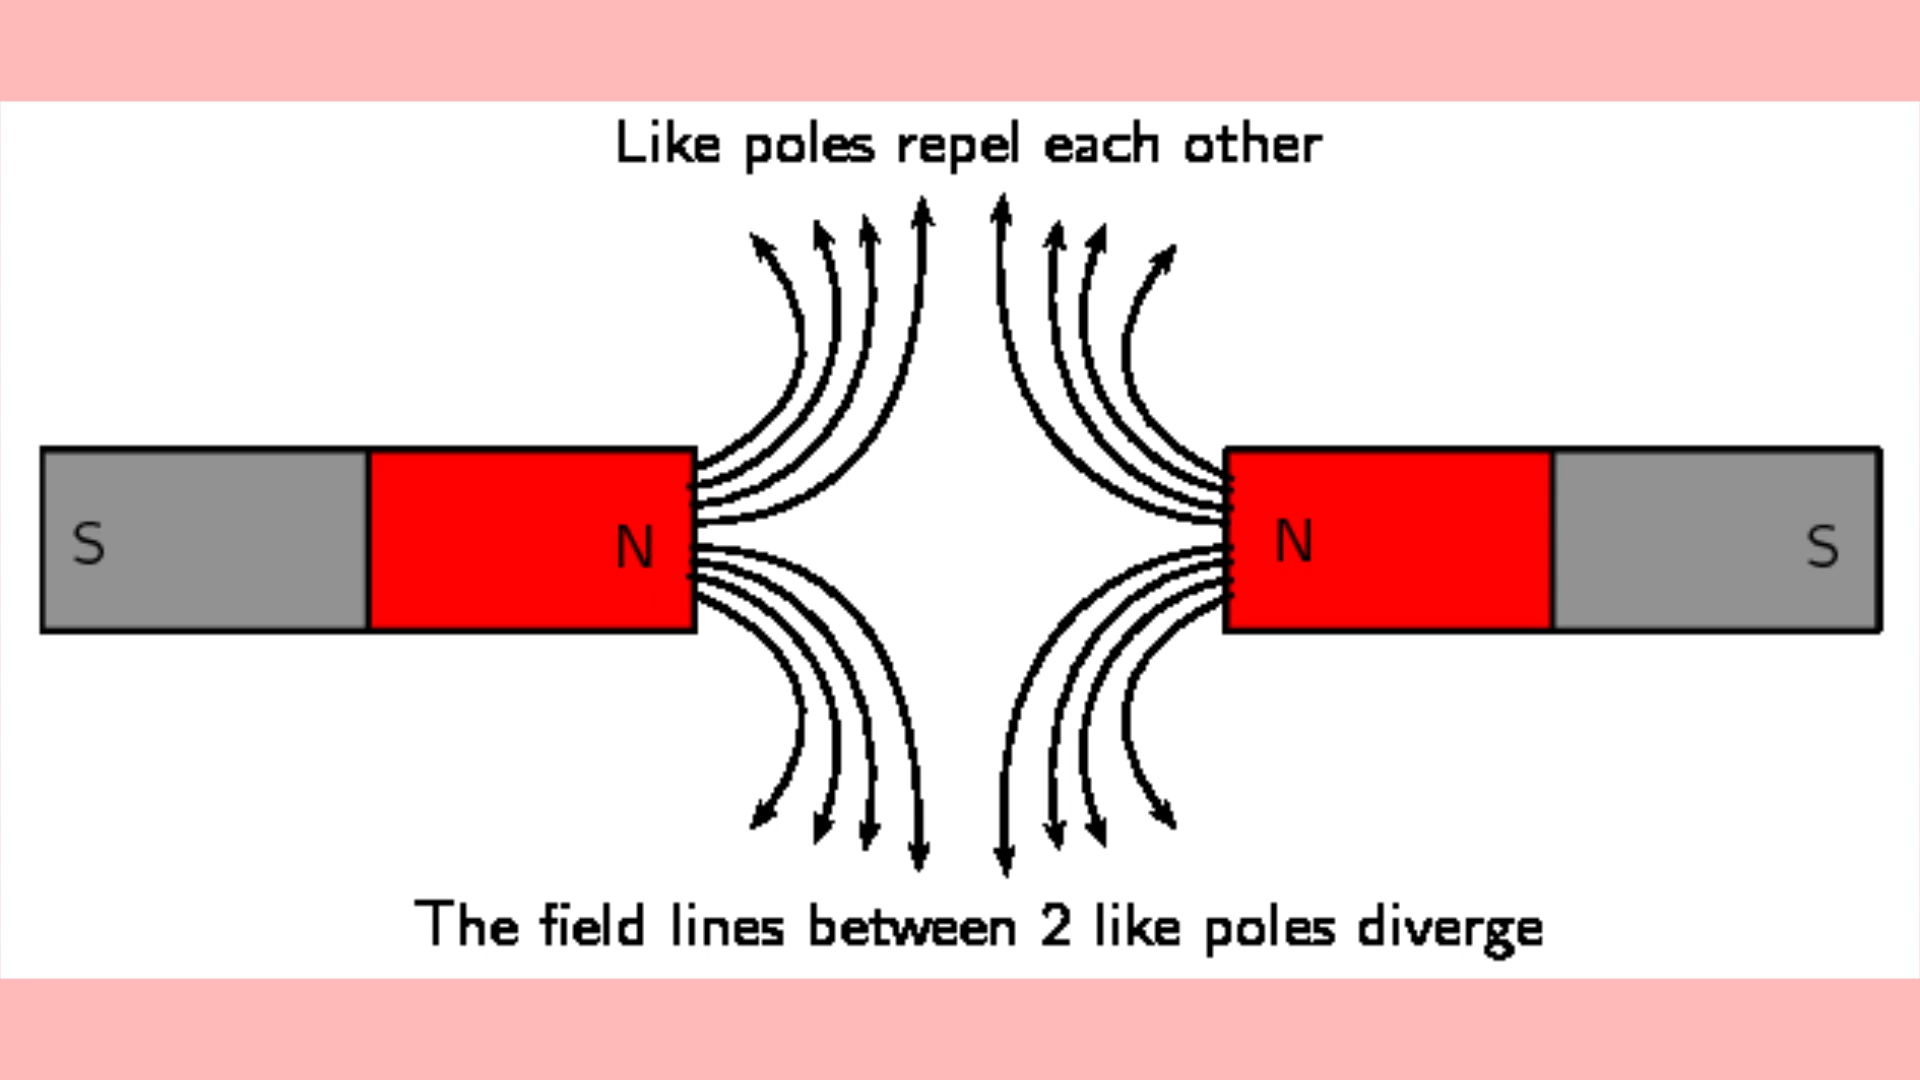 Like poles repel each other
S N N S
The field lines between 2 like poles diverge